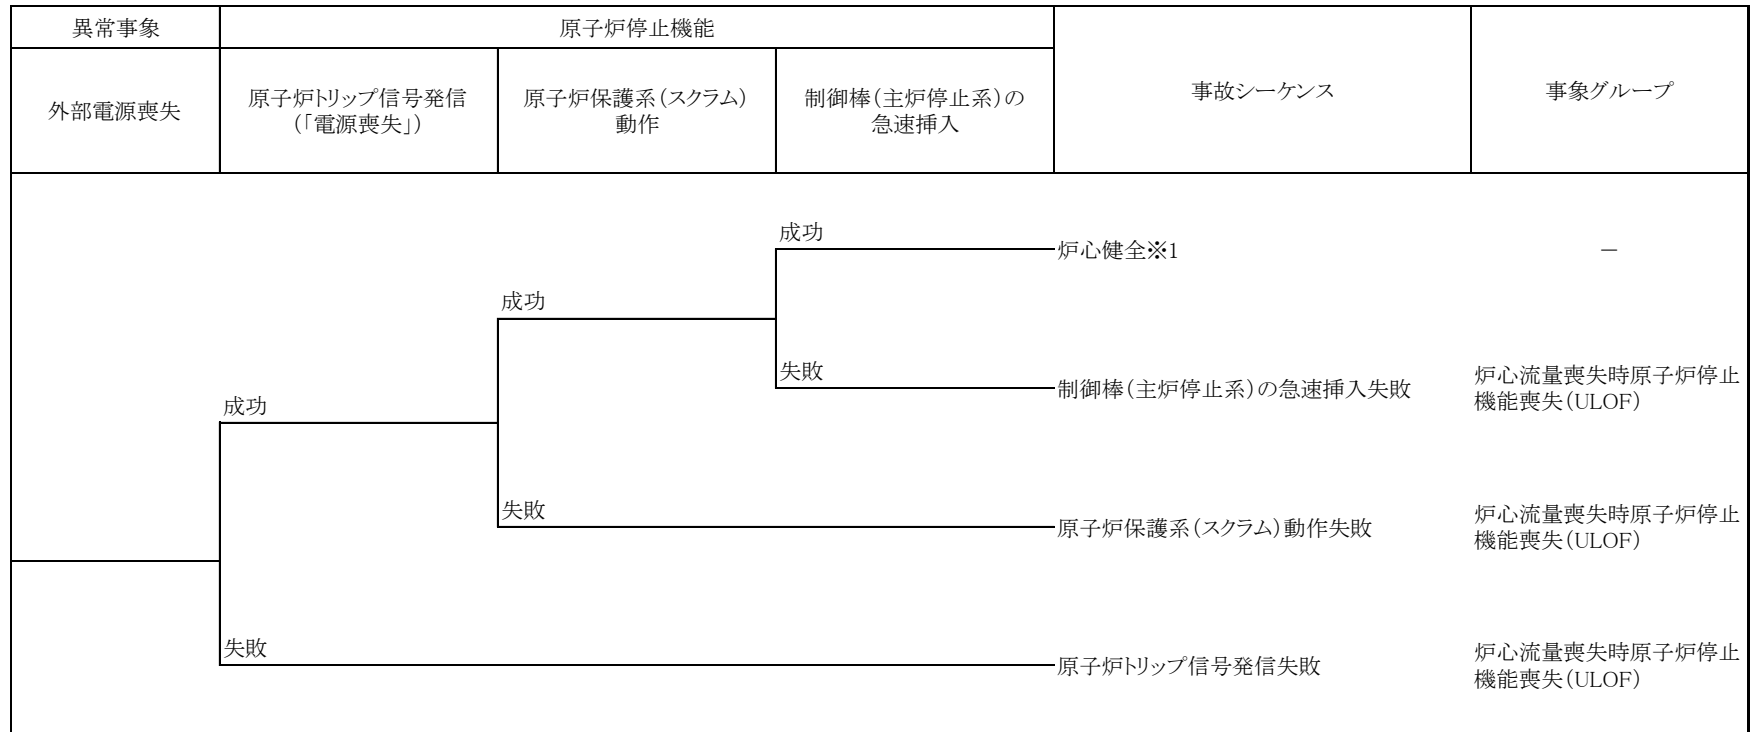 異常事象
原子炉停止機能
外部電源喪失
原子炉トリップ信号発信
(「電源喪失」)
原子炉保護系(スクラム)
動作
制御棒(主炉停止系)の
急速挿入
事故シーケンス
事象グループ
成功
炉心健全※1
－
成功
失敗
制御棒(主炉停止系)の急速挿入失敗
炉心流量喪失時原子炉停止
機能喪失(ULOF)
成功
失敗
原子炉保護系(スクラム)動作失敗
炉心流量喪失時原子炉停止
機能喪失(ULOF)
失敗
原子炉トリップ信号発信失敗
炉心流量喪失時原子炉停止
機能喪失(ULOF)